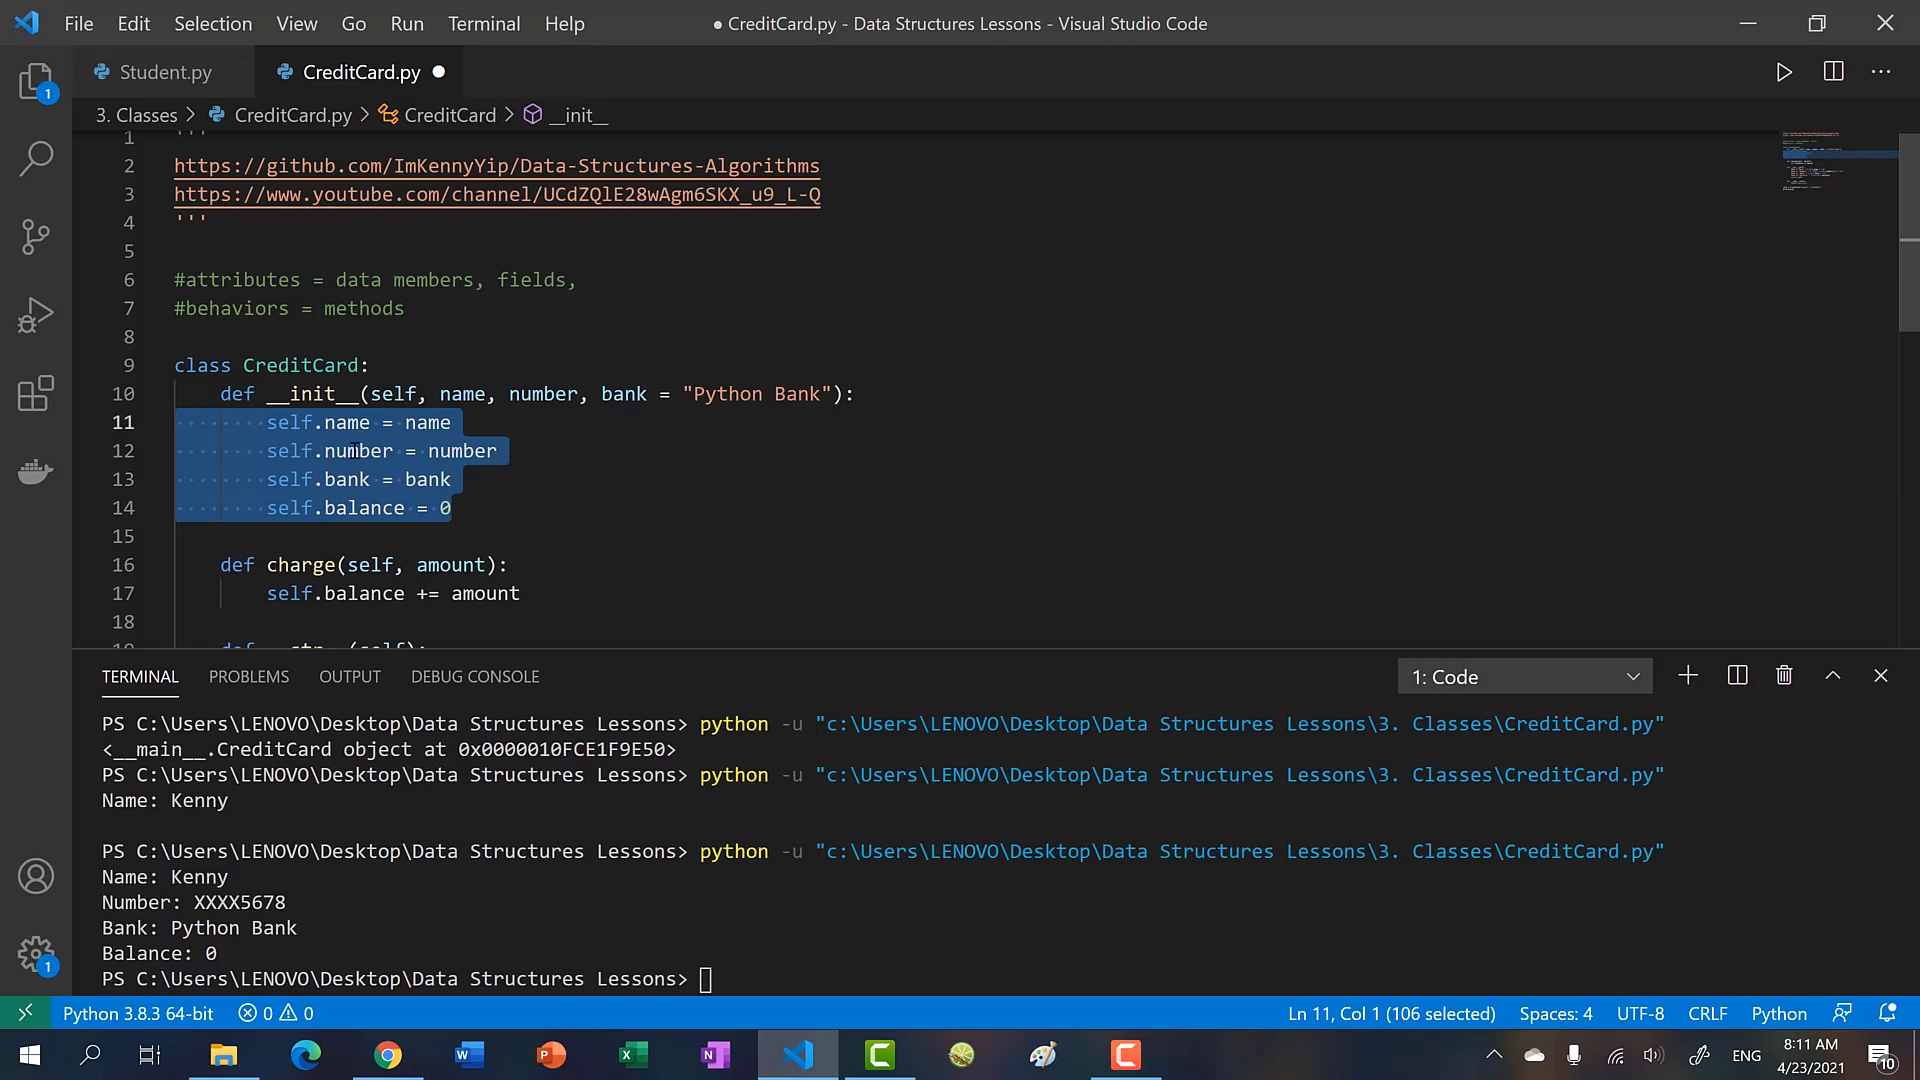 File Edit Selection View Go Run Terminal Help
● CreditCard.py - Data Structures Lessons - Visual Studio Code
Student.py
CreditCard.py
3. Classes > CreditCard.py > CreditCard > __init__
1 '''
2 https://github.com/ImKennyYip/Data-Structures-Algorithms
3 https://www.youtube.com/channel/UCdZQlE28wAgm6SKX_u9_L-Q
4 '''
5
6 #attributes = data members, fields,
7 #behaviors = methods
8
9 class CreditCard:
10     def __init__(self, name, number, bank = "Python Bank"):
11         self.name = name
12         self.number = number
13         self.bank = bank
14         self.balance = 0
15
16     def charge(self, amount):
17         self.balance += amount
18
19     def __str__(self):
TERMINAL PROBLEMS OUTPUT DEBUG CONSOLE
1: Code
PS C:\Users\LENOVO\Desktop\Data Structures Lessons> python -u "c:\Users\LENOVO\Desktop\Data Structures Lessons\3. Classes\CreditCard.py"
<__main__.CreditCard object at 0x0000010FCE1F9E50>
PS C:\Users\LENOVO\Desktop\Data Structures Lessons> python -u "c:\Users\LENOVO\Desktop\Data Structures Lessons\3. Classes\CreditCard.py"
Name: Kenny
PS C:\Users\LENOVO\Desktop\Data Structures Lessons> python -u "c:\Users\LENOVO\Desktop\Data Structures Lessons\3. Classes\CreditCard.py"
Name: Kenny
Number: XXXX5678
Bank: Python Bank
Balance: 0
PS C:\Users\LENOVO\Desktop\Data Structures Lessons>
1
1
Python 3.8.3 64-bit 0 0
Ln 11, Col 1 (106 selected) Spaces: 4 UTF-8 CRLF Python
ENG
8:11 AM
4/23/2021
10